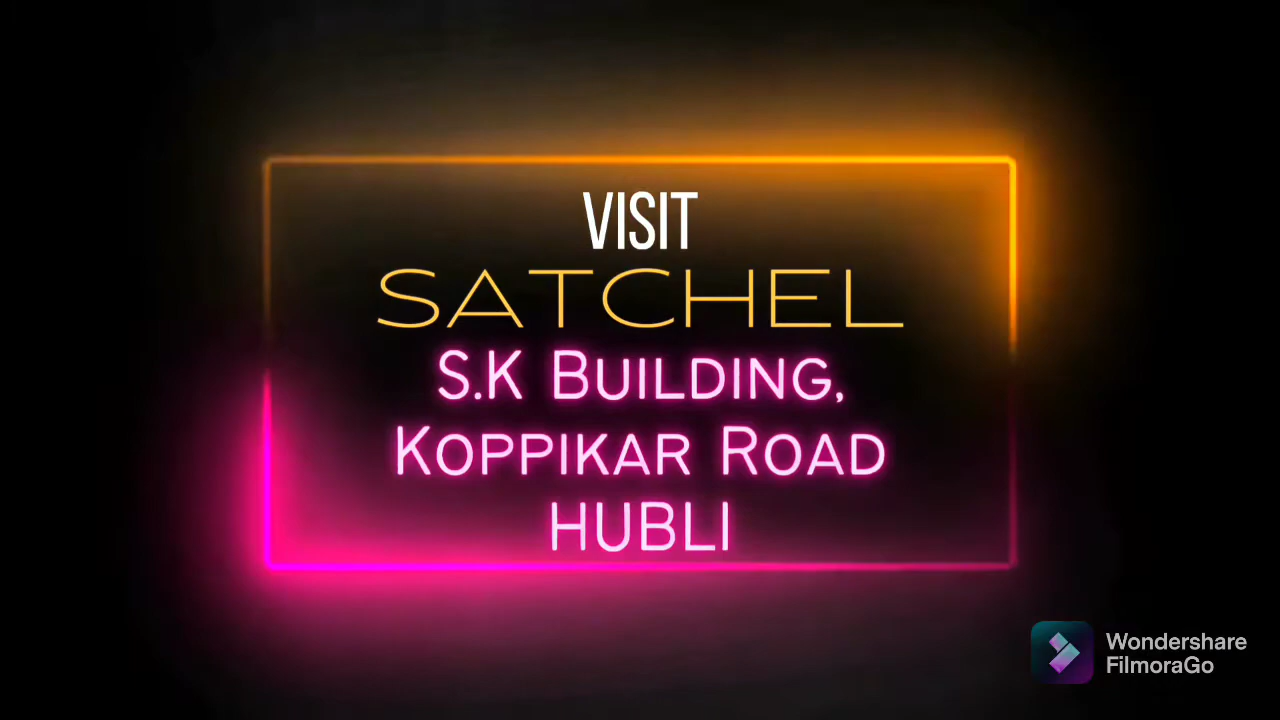 VISIT
SATCHEL
S.K BUILDING,
KOPPIKAR ROAD
HUBLI
Wondershare
FilmoraGo